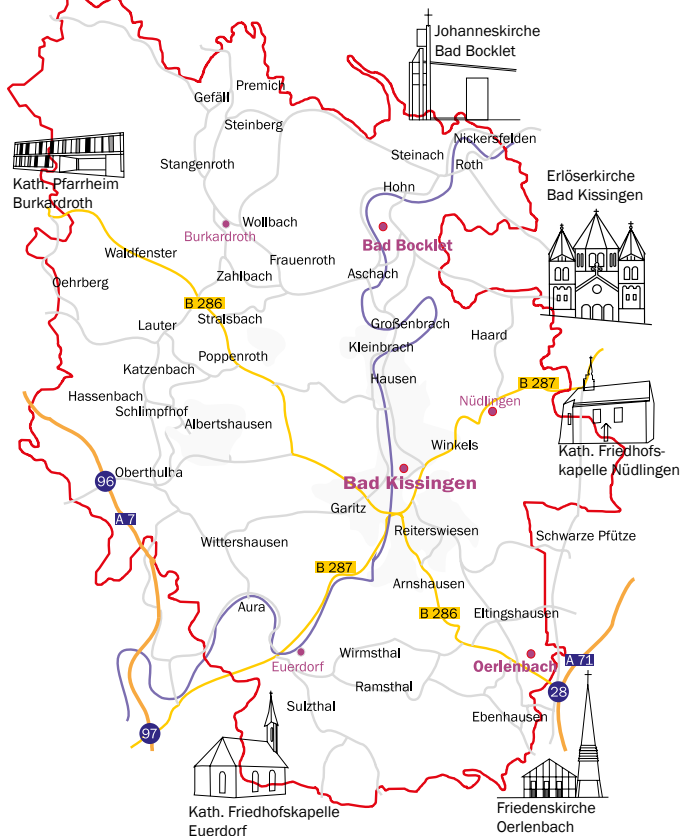 Johanneskirche
Bad Bocklet
Premich
Gefäll
Steinberg
Nickersfelden
Steinach
Roth
Stangenroth
Kath. Pfarrheim
Burkardroth
Hohn
Erlöserkirche
Bad Kissingen
Wollbach
Burkardroth
Bad Bocklet
Waldfenster
Frauenroth
Zahlbach
Aschach
Oehrberg
B 286
Stralsbach
Lauter
Großenbrach
Haard
Kleinbrach
Poppenroth
Katzenbach
Hausen
B 287
Hassenbach
Schlimpfhof
Nüdlingen
Albertshausen
Winkels
Kath. Friedhofs-
kapelle Nüdlingen
Oberthulba
96
Bad Kissingen
Garitz
A 7
Reiterswiesen
Schwarze Pfütze
Wittershausen
B 287
Arnshausen
Aura
B 286
Eltingshausen
Wirmsthal
Euerdorf
Oerlenbach
A 71
Ramsthal
28
Sulzthal
Ebenhausen
97
Kath. Friedhofskapelle
Euerdorf
Friedenskirche
Oerlenbach